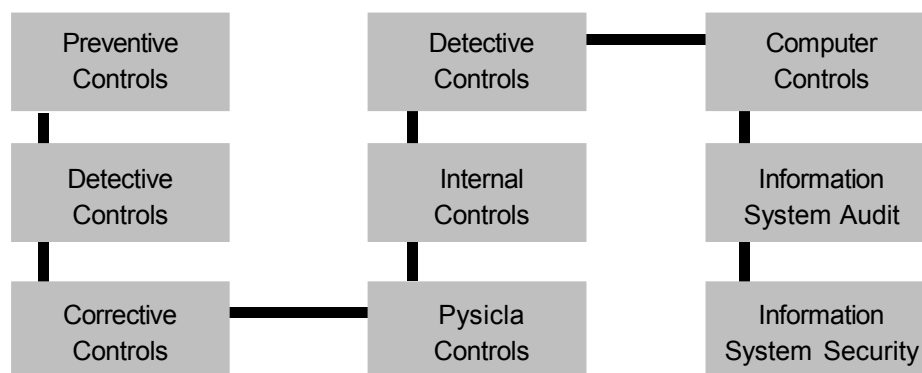 Preventive
Controls
Detective
Controls
Computer
Controls
Detective
Controls
Internal
Controls
Information
System Audit
Corrective
Controls
Pysicla
Controls
Information
System Security